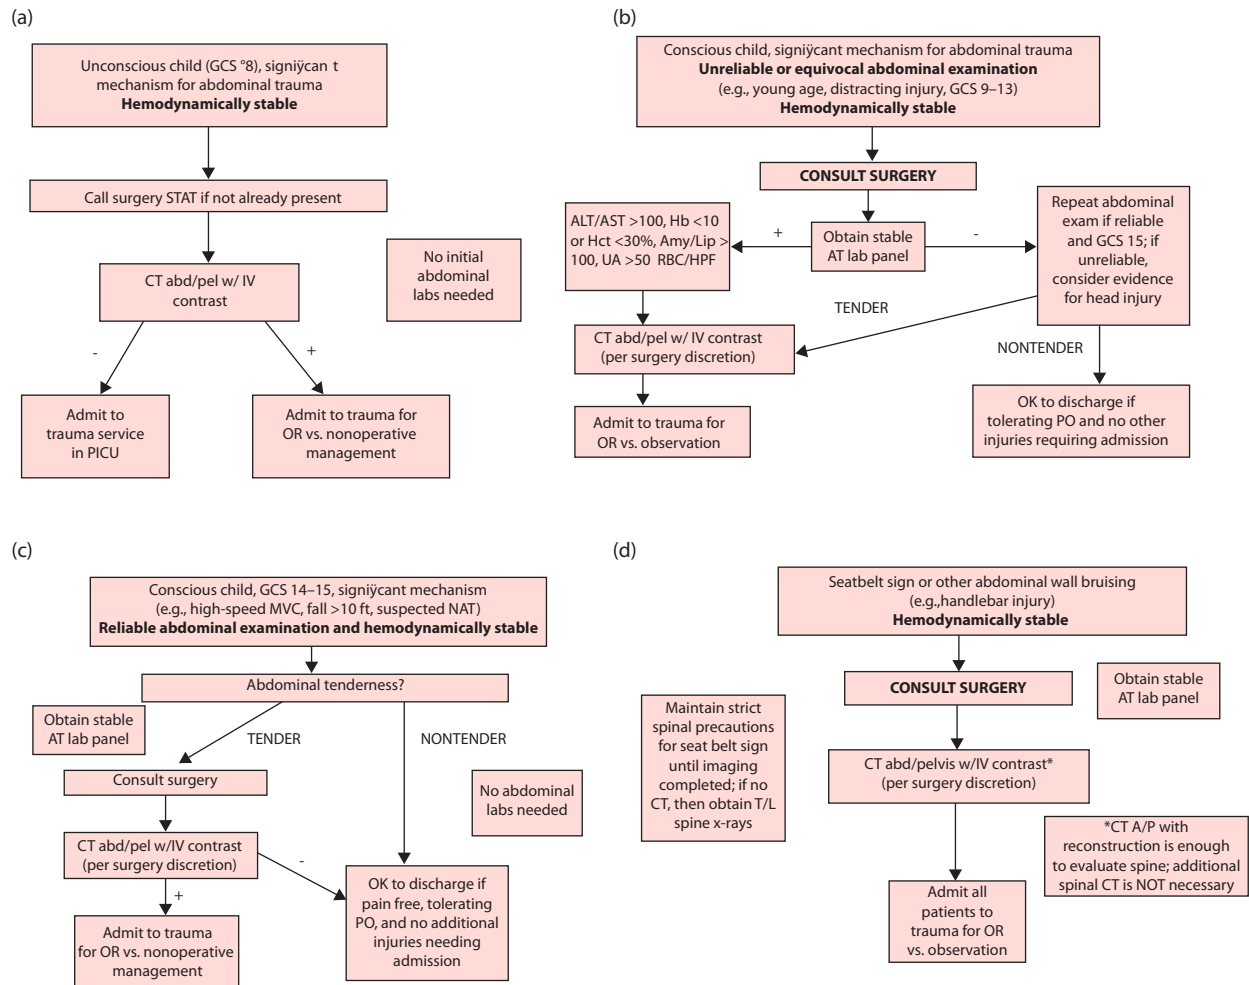 (a)
Unconscious child (GCS °8), signiÿcan t
mechanism for abdominal trauma
Hemodynamically stable
Call surgery STAT if not already present
CT abd/pel w/ IV
contrast
No initial
abdominal
labs needed
-
+
Admit to
trauma service
in PICU
Admit to trauma for
OR vs. nonoperative
management
(b)
Conscious child, signiÿcant mechanism for abdominal trauma
Unreliable or equivocal abdominal examination
(e.g., young age, distracting injury, GCS 9–13)
Hemodynamically stable
CONSULT SURGERY
ALT/AST >100, Hb <10
or Hct <30%, Amy/Lip >
100, UA >50 RBC/HPF
+
Obtain stable
AT lab panel
-
Repeat abdominal
exam if reliable
and GCS 15; if
unreliable,
consider evidence
for head injury
TENDER
CT abd/pel w/ IV contrast
(per surgery discretion)
NONTENDER
Admit to trauma for
OR vs. observation
OK to discharge if
tolerating PO and no other
injuries requiring admission
(c)
Conscious child, GCS 14–15, signiÿcant mechanism
(e.g., high-speed MVC, fall >10 ft, suspected NAT)
Reliable abdominal examination and hemodynamically stable
Abdominal tenderness?
Obtain stable
AT lab panel
TENDER
NONTENDER
Consult surgery
No abdominal
labs needed
CT abd/pel w/IV contrast
(per surgery discretion)
-
+
OK to discharge if
pain free, tolerating
PO, and no additional
injuries needing
admission
Admit to trauma
for OR vs. nonoperative
management
(d)
Seatbelt sign or other abdominal wall bruising
(e.g.,handlebar injury)
Hemodynamically stable
CONSULT SURGERY
Obtain stable
AT lab panel
Maintain strict
spinal precautions
for seat belt sign
until imaging
completed; if no
CT, then obtain T/L
spine x-rays
CT abd/pelvis w/IV contrast*
(per surgery discretion)
*CT A/P with
reconstruction is enough
to evaluate spine; additional
spinal CT is NOT necessary
Admit all
patients to
trauma for OR
vs. observation